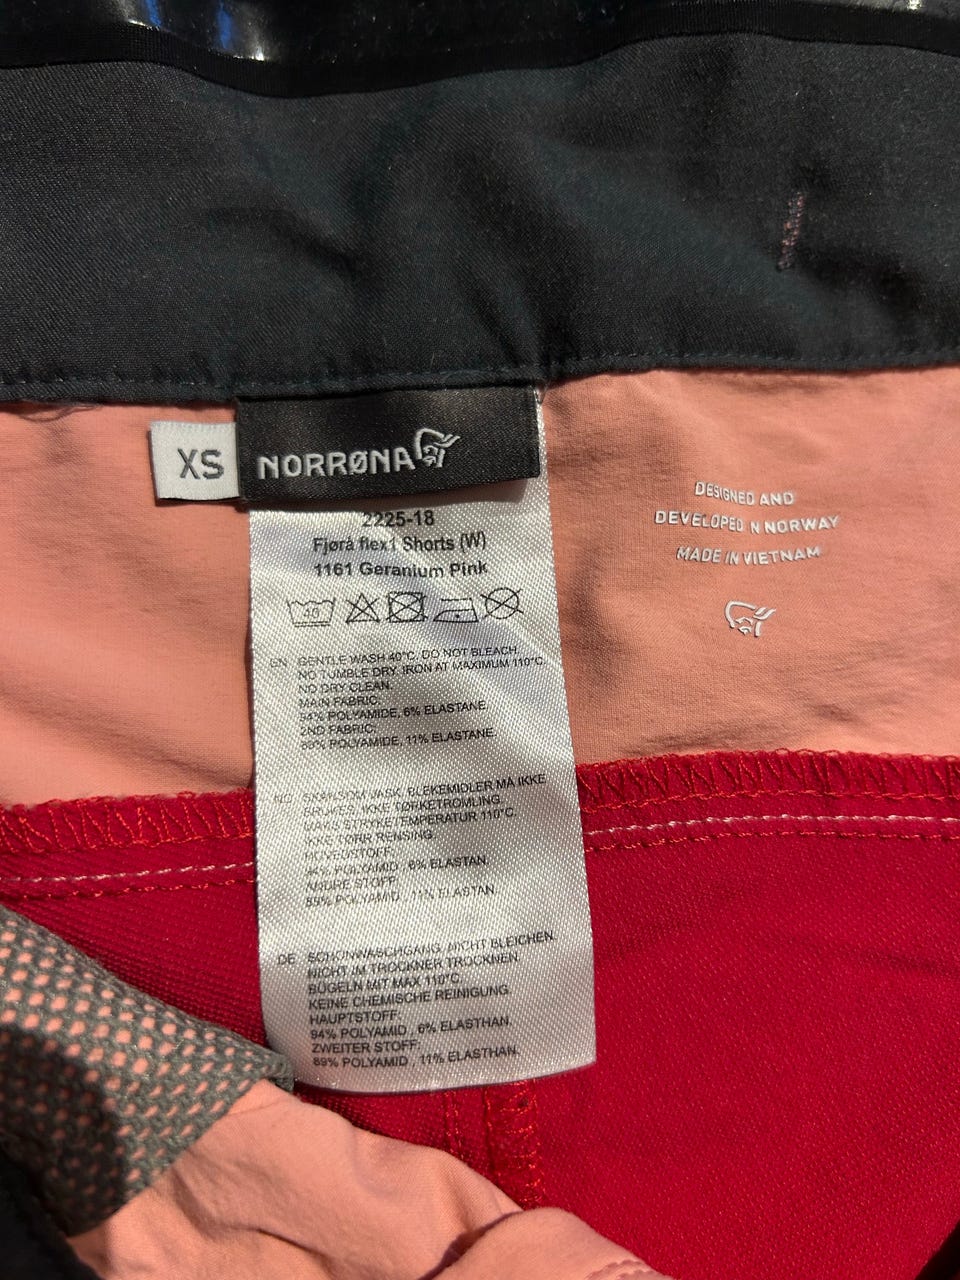 XS
NORRØNA
2225-18
Fjørå flex1 Shorts (W)
1161 Geranium Pink
40
EN GENTLE WASH 40°C. DO NOT BLEACH.
NO TUMBLE DRY. IRON AT MAXIMUM 110°C.
NO DRY CLEAN.
MAIN FABRIC:
94% POLYAMIDE, 6% ELASTANE.
2ND FABRIC:
89% POLYAMIDE, 11% ELASTANE.
NO SKÅNSOM VASK. BLEKEMIDLER MÅ IKKE
BRUKES. IKKE TØRKETROMLING.
MAKS STRYKETEMPERATUR 110°C.
IKKE TØRR RENSING.
HOVEDSTOFF:
94% POLYAMID , 6% ELASTAN.
ANDRE STOFF:
89% POLYAMID , 11% ELASTAN.
DE SCHONWASCHGANG. NICHT BLEICHEN.
NICHT IM TROCKNER TROCKNEN.
BÜGELN MIT MAX 110°C.
KEINE CHEMISCHE REINIGUNG.
HAUPTSTOFF:
94% POLYAMID , 6% ELASTHAN.
ZWEITER STOFF:
89% POLYAMID , 11% ELASTHAN.
DESIGNED AND
DEVELOPED IN NORWAY
MADE IN VIETNAM